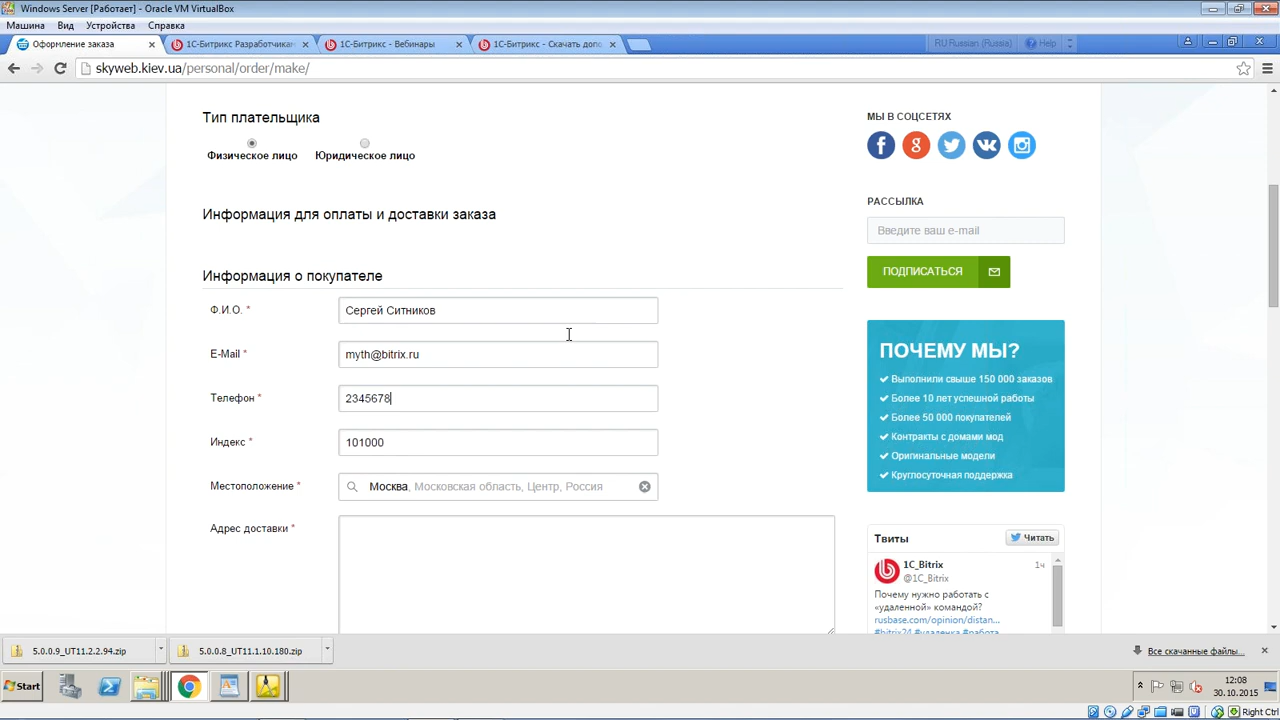 Windows Server [Работает] - Oracle VM VirtualBox
Машина Вид Устройства Справка
Оформление заказа
1С-Битрикс Разработчикам
1С-Битрикс - Вебинары
1С-Битрикс - Скачать допо
RU Russian (Russia) Help
skyweb.kiev.ua/personal/order/make/
Тип плательщика
Физическое лицо Юридическое лицо
Информация для оплаты и доставки заказа
Информация о покупателе
Ф.И.О. * Сергей Ситников
E-Mail * myth@bitrix.ru
Телефон * 2345678
Индекс * 101000
Местоположение * Москва, Московская область, Центр, Россия
Адрес доставки *
МЫ В СОЦСЕТЯХ
РАССЫЛКА
Введите ваш e-mail
ПОДПИСАТЬСЯ
ПОЧЕМУ МЫ?
Выполнили свыше 150 000 заказов
Более 10 лет успешной работы
Более 50 000 покупателей
Контракты с домами мод
Оригинальные модели
Круглосуточная поддержка
Твиты
Читать
1C_Bitrix 1ч
@1C_Bitrix
Почему нужно работать с
«удаленной» командой?
rusbase.com/opinion/distan...
#bitrix24 #удаленка #работа
5.0.0.9_UT11.2.2.94.zip
5.0.0.8_UT11.1.10.180.zip
Все скачанные файлы...
Start
12:08
30.10.2015
Right Ctrl